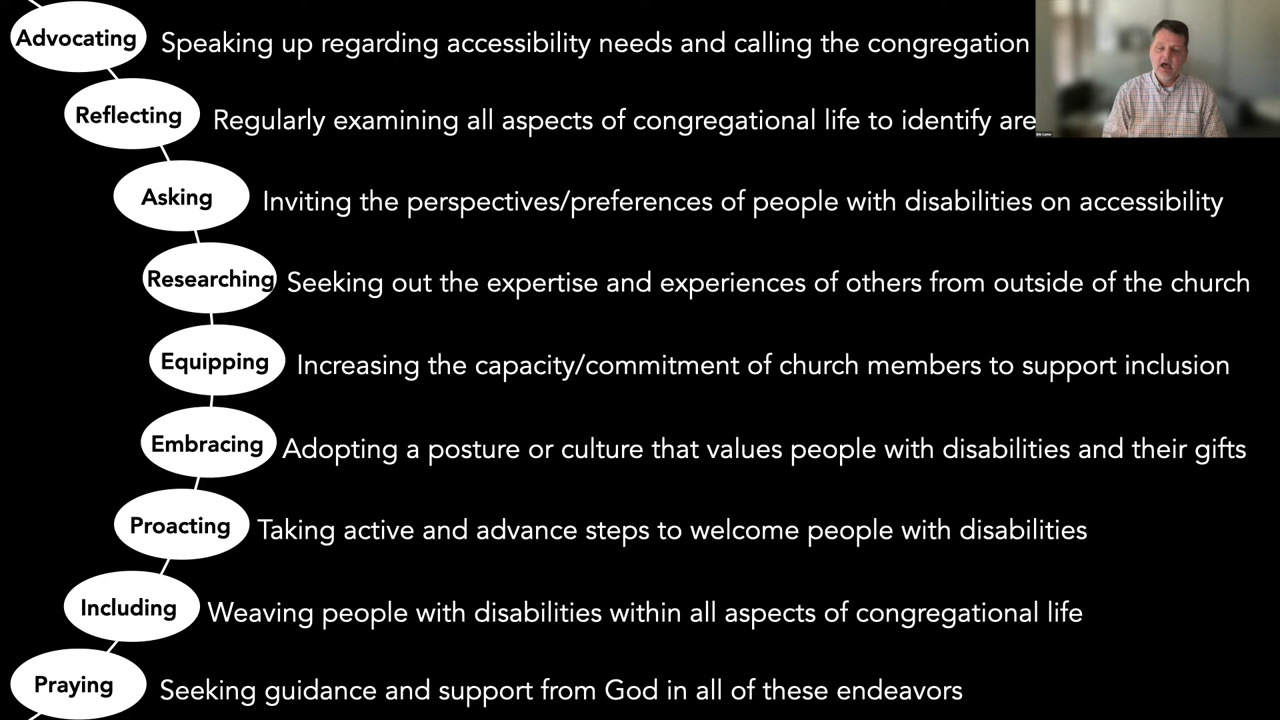 Advocating Speaking up regarding accessibility needs and calling the congregation
Reflecting Regularly examining all aspects of congregational life to identify are
Asking Inviting the perspectives/preferences of people with disabilities on accessibility
Researching Seeking out the expertise and experiences of others from outside of the church
Equipping Increasing the capacity/commitment of church members to support inclusion
Embracing Adopting a posture or culture that values people with disabilities and their gifts
Proacting Taking active and advance steps to welcome people with disabilities
Including Weaving people with disabilities within all aspects of congregational life
Praying Seeking guidance and support from God in all of these endeavors